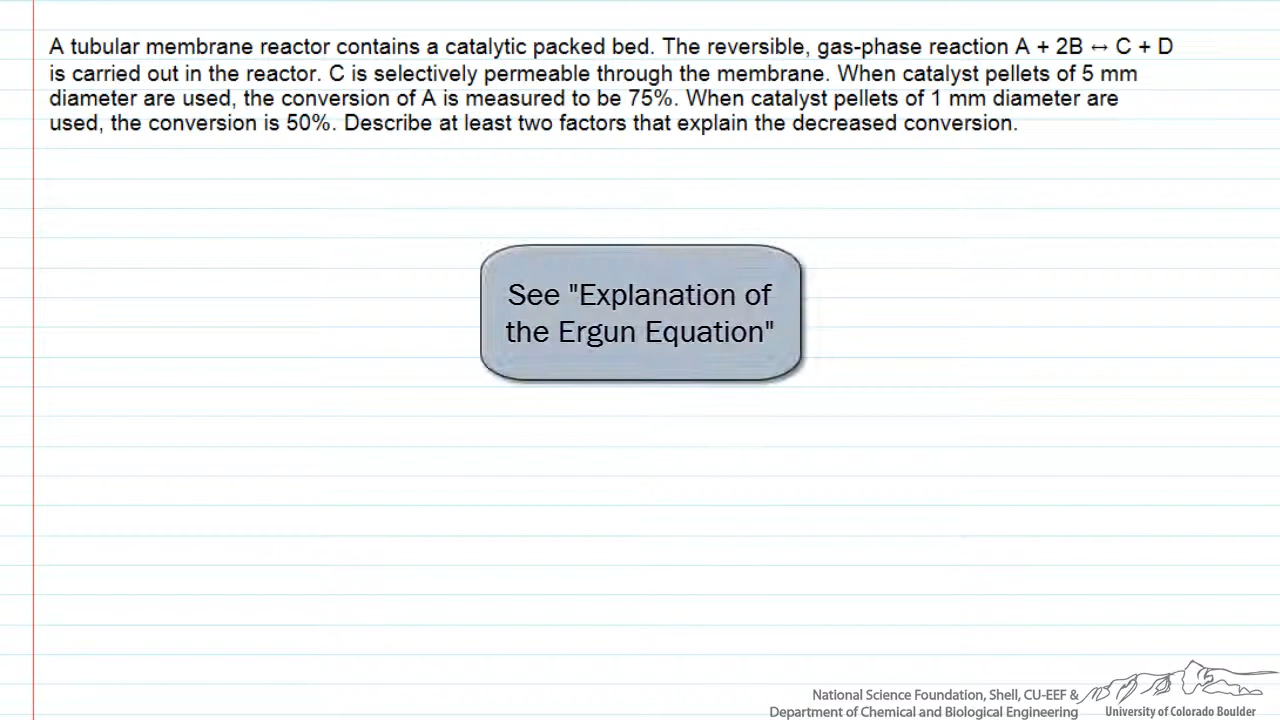 A tubular membrane reactor contains a catalytic packed bed. The reversible, gas-phase reaction A + 2B ↔ C + D
is carried out in the reactor. C is selectively permeable through the membrane. When catalyst pellets of 5 mm
diameter are used, the conversion of A is measured to be 75%. When catalyst pellets of 1 mm diameter are
used, the conversion is 50%. Describe at least two factors that explain the decreased conversion.
See "Explanation of
the Ergun Equation"
National Science Foundation, Shell, CU-EEF &
Department of Chemical and Biological Engineering
University of Colorado Boulder